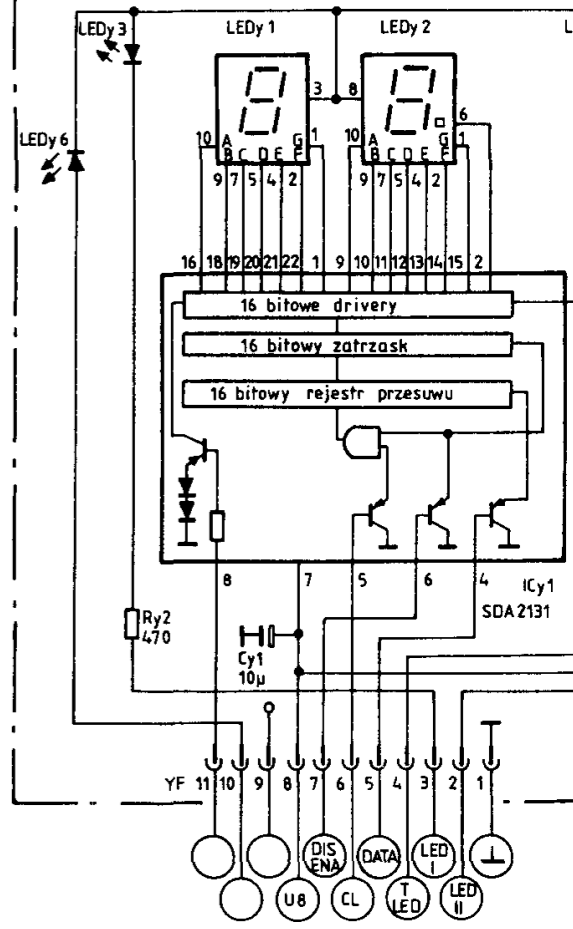 LEDy 3
LEDy 1
LEDy 2
L
3
8
6
LEDy 6
10
A
B
C
D
E
G
F
1
10
A
B
C
D
E
G
F
1
9
7
5
4
2
9
7
5
4
2
16
18
19
20
21
22
1
9
10
11
12
13
14
15
2
16 bitowe drivery
16 bitowy zatrzask
16 bitowy rejestr przesuwu
8
7
5
6
4
ICy1
SDA 2131
Ry2
470
Cy1
10µ
YF
11
10
9
8
7
6
5
4
3
2
1
DIS
ENA
DATA
LED
I
U8
CL
T
LED
LED
II